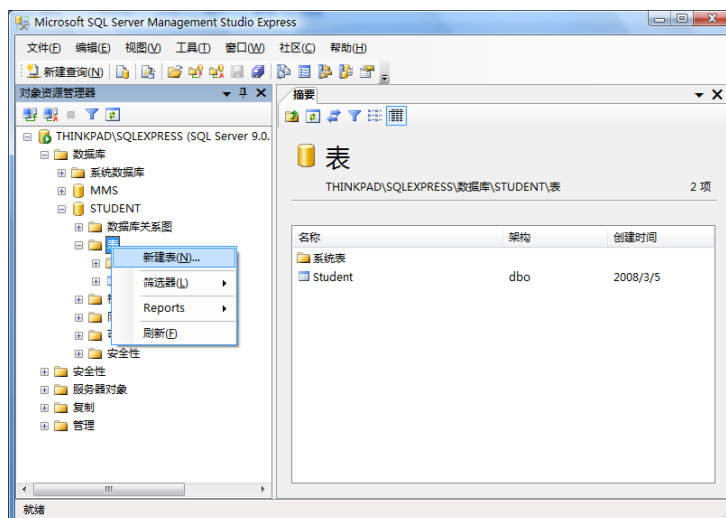 Microsoft SQL Server Management Studio Express
文件(F) 编辑(E) 视图(V) 工具(T) 窗口(W) 社区(C) 帮助(H)
新建查询(N)
对象资源管理器
摘要
THINKPAD\SQLEXPRESS (SQL Server 9.0.
数据库
系统数据库
MMS
STUDENT
数据库关系图
表
新建表(N)...
筛选器(L)
Reports
刷新(F)
安全性
安全性
服务器对象
复制
管理
表
THINKPAD\SQLEXPRESS\数据库\STUDENT\表 2 项
名称 架构 创建时间
系统表
Student dbo 2008/3/5
就绪